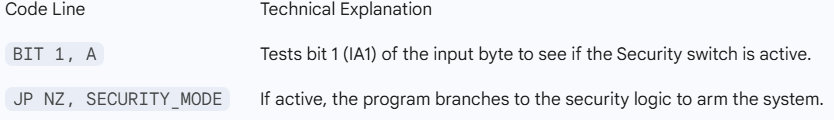 Code Line Technical Explanation
BIT 1, A Tests bit 1 (IA1) of the input byte to see if the Security switch is active.
JP NZ, SECURITY_MODE If active, the program branches to the security logic to arm the system.